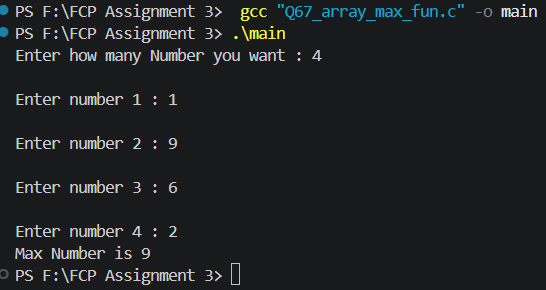 PS F:\FCP Assignment 3>  gcc "Q67_array_max_fun.c" -o main
PS F:\FCP Assignment 3> .\main
Enter how many Number you want : 4
Enter number 1 : 1
Enter number 2 : 9
Enter number 3 : 6
Enter number 4 : 2
Max Number is 9
PS F:\FCP Assignment 3>